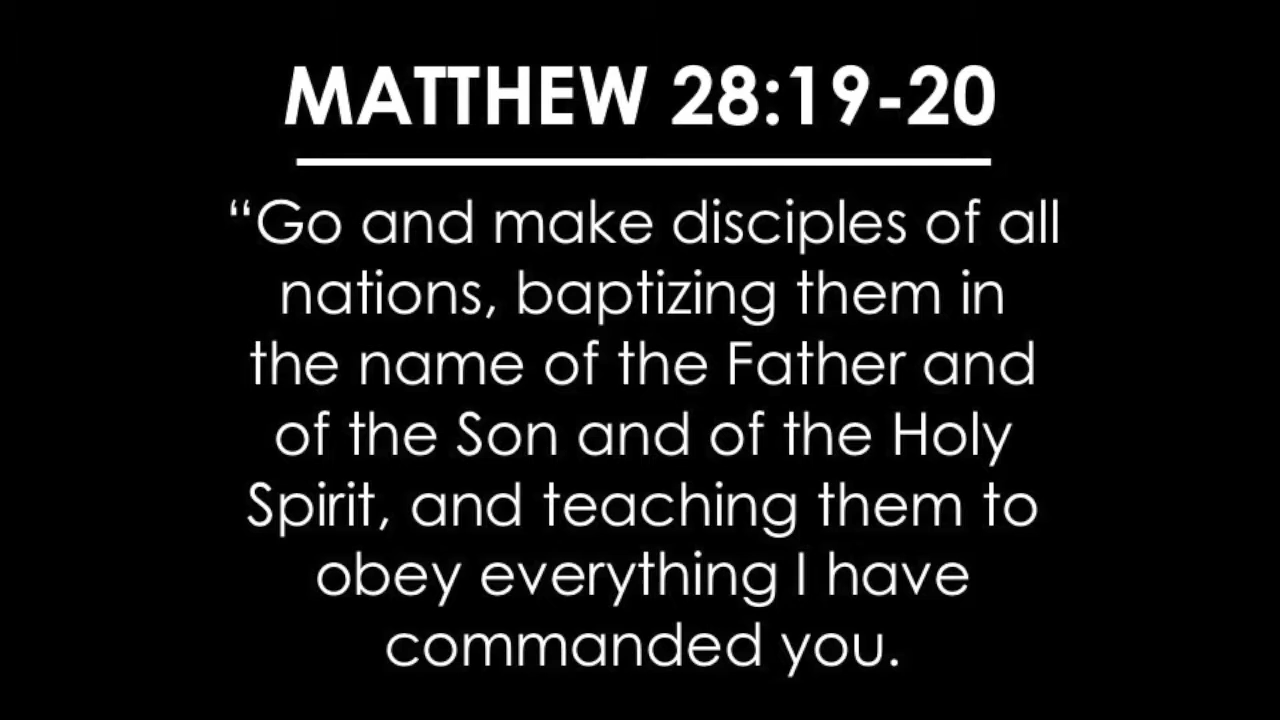 MATTHEW 28:19-20
“Go and make disciples of all
nations, baptizing them in
the name of the Father and
of the Son and of the Holy
Spirit, and teaching them to
obey everything I have
commanded you.